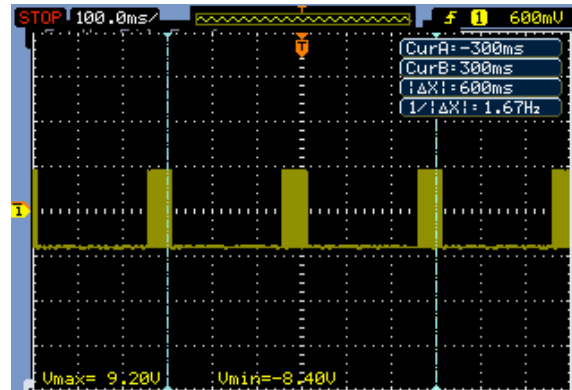 STOP 100.0ms/ T 1 600mV
T
CurA=-300ms
CurB=300ms
|ΔX|=600ms
1/|ΔX|=1.67Hz
1
Vmax= 9.20V Vmin=-8.40V